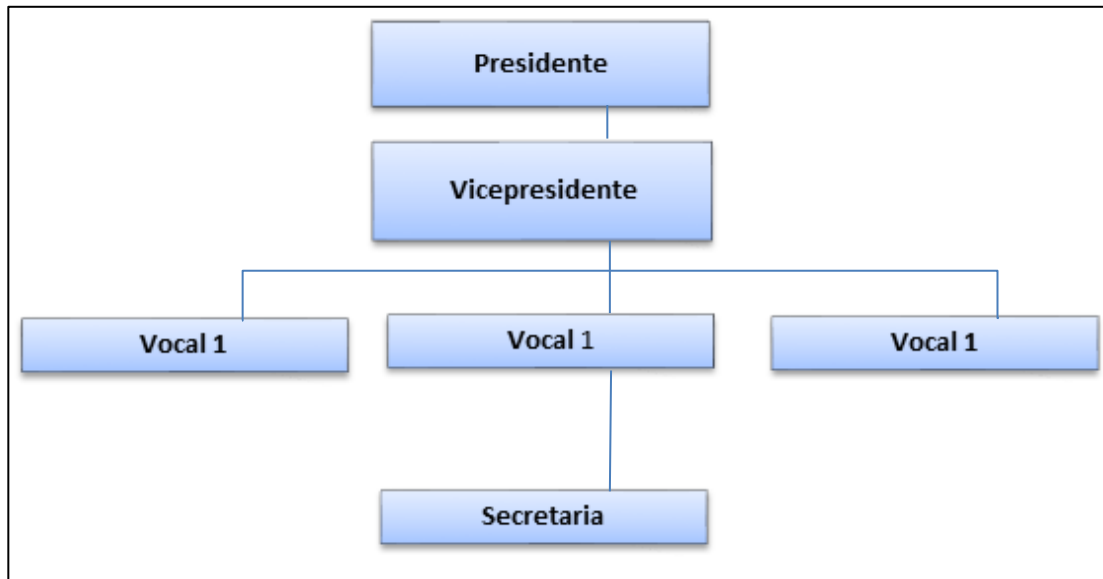 Presidente
Vicepresidente
Vocal 1
Vocal 1
Vocal 1
Secretaria